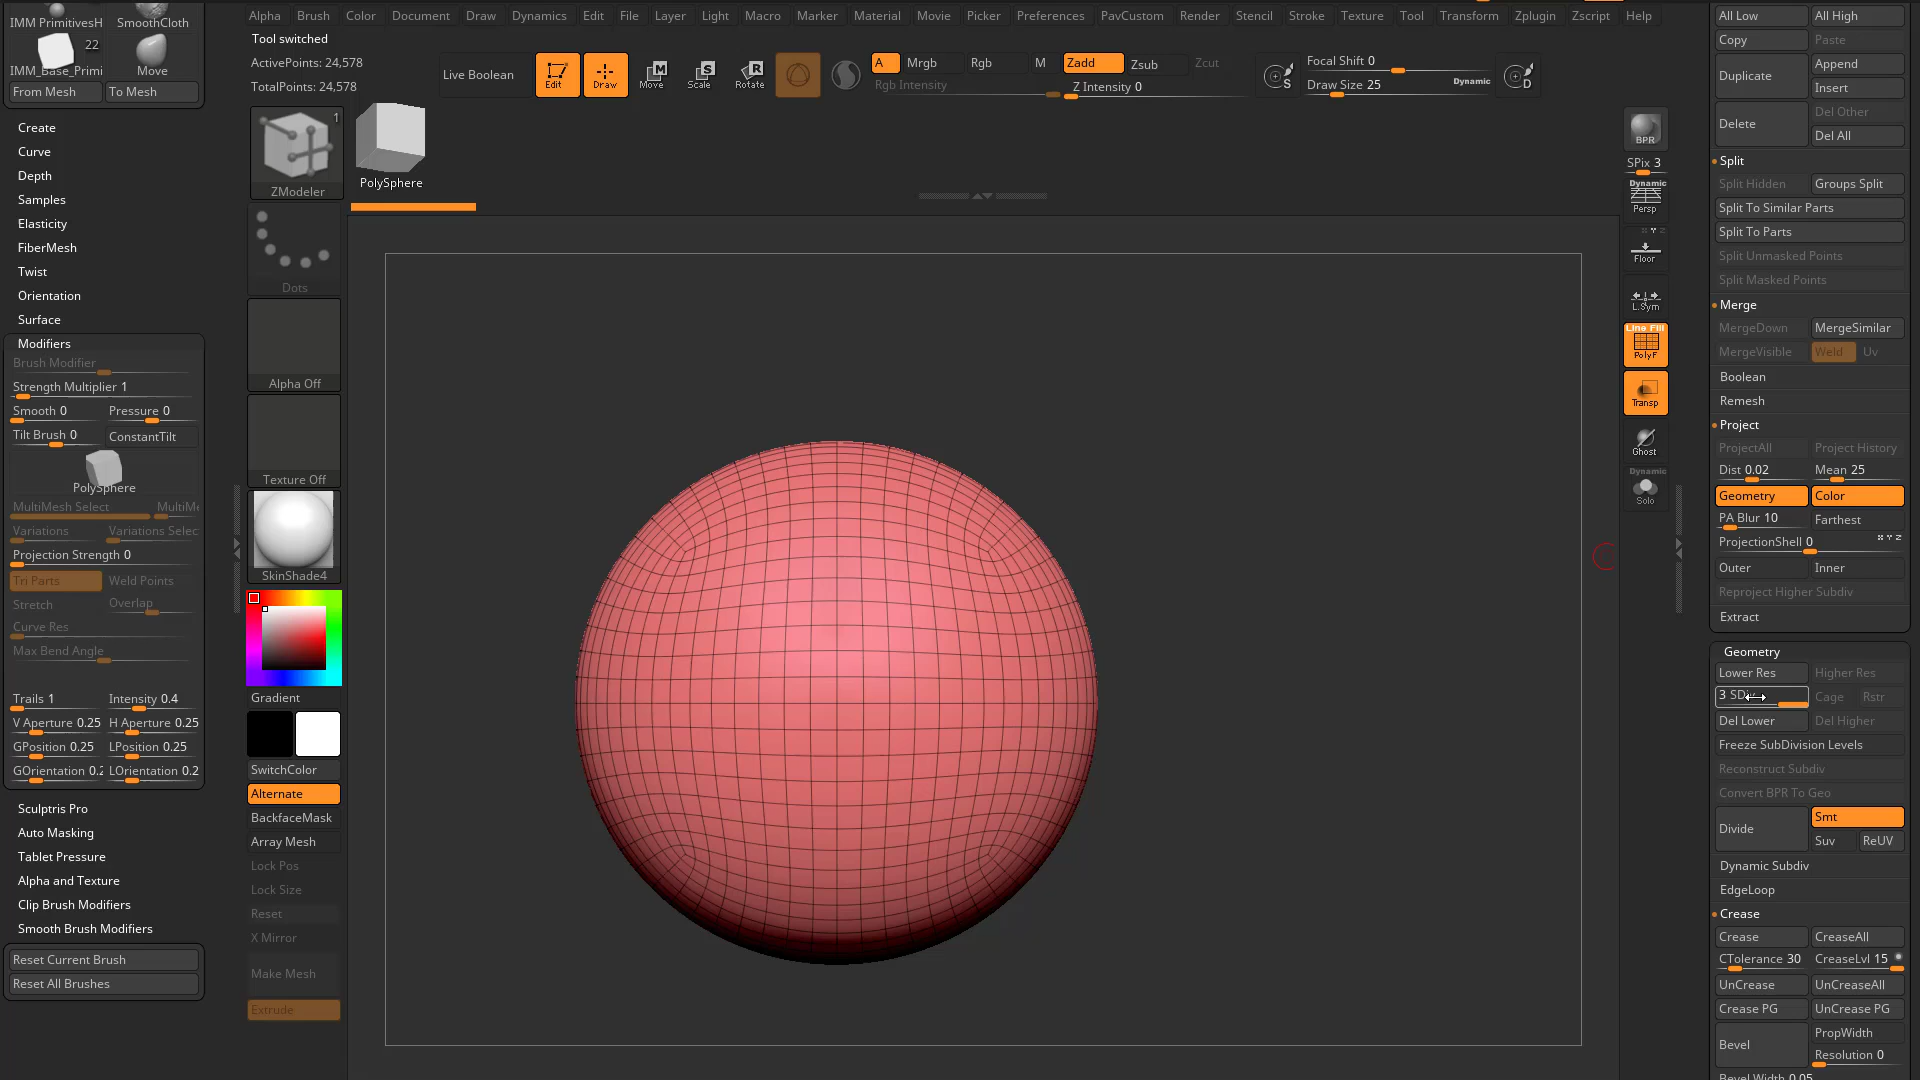 Alpha Brush Color Document Draw Dynamics Edit File Layer Light Macro Marker Material Movie Picker Preferences PavCustom Render Stencil Stroke Texture Tool Transform Zplugin Zscript Help
IMM PrimitivesH SmoothCloth
22
IMM_Base_Primi Move
From Mesh To Mesh
Create
Curve
Depth
Samples
Elasticity
FiberMesh
Twist
Orientation
Surface
Modifiers
Brush Modifier
Strength Multiplier 1
Smooth 0 Pressure 0
Tilt Brush 0 ConstantTilt
PolySphere
MultiMesh Select
Variations Variations Selec
Projection Strength 0
Tri Parts Weld Points
Stretch Overlap
Curve Res
Max Bend Angle
Trails 1 Intensity 0.4
V Aperture 0.25 H Aperture 0.25
GPosition 0.25 LPosition 0.25
GOrientation 0.2 LOrientation 0.2
Sculptris Pro
Auto Masking
Tablet Pressure
Alpha and Texture
Clip Brush Modifiers
Smooth Brush Modifiers
Reset Current Brush
Reset All Brushes
Tool switched
ActivePoints: 24,578
TotalPoints: 24,578
Live Boolean
Edit Draw Move Scale Rotate
A Mrgb Rgb M Zadd Zsub Zcut
Rgb Intensity Z Intensity 0
Focal Shift 0
Draw Size 25 Dynamic
S D
1
ZModeler
PolySphere
Dots
Alpha Off
Texture Off
SkinShade4
Gradient
SwitchColor
Alternate
BackfaceMask
Array Mesh
Lock Pos
Lock Size
Reset
X Mirror
Make Mesh
Extrude
BPR
SPix 3
Dynamic
Persp
Floor
L.Sym
Line Fill
PolyF
Transp
Ghost
Dynamic
Solo
All Low All High
Copy Paste
Duplicate Append
Insert
Delete Del Other
Del All
Split
Split Hidden Groups Split
Split To Similar Parts
Split To Parts
Split Unmasked Points
Split Masked Points
Merge
MergeDown MergeSimilar
MergeVisible Weld Uv
Boolean
Remesh
Project
ProjectAll Project History
Dist 0.02 Mean 25
Geometry Color
PA Blur 10 Farthest
ProjectionShell 0 X Y Z
Outer Inner
Reproject Higher Subdiv
Extract
Geometry
Lower Res Higher Res
3 Cage Rstr
Del Lower Del Higher
Freeze SubDivision Levels
Reconstruct Subdiv
Convert BPR To Geo
Divide Smt
Suv ReUV
Dynamic Subdiv
EdgeLoop
Crease
Crease CreaseAll
CTolerance 30 CreaseLvl 15
UnCrease UnCreaseAll
Crease PG UnCrease PG
Bevel PropWidth
Resolution 0
Bevel Width 0.05